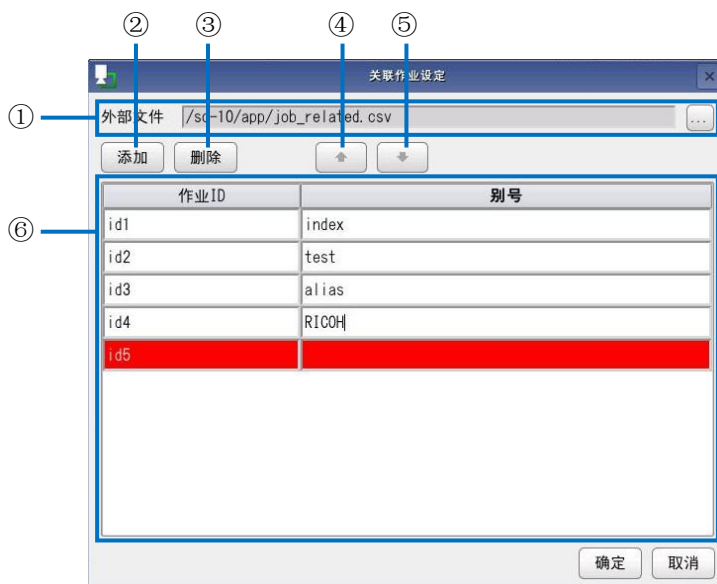 ② ③ ④ ⑤
关联作业设定
① 外部文件 /sd-10/app/job_related.csv ...
添加 删除
⑥ 作业ID 别号
id1 index
id2 test
id3 alias
id4 RICOH
id5
确定 取消